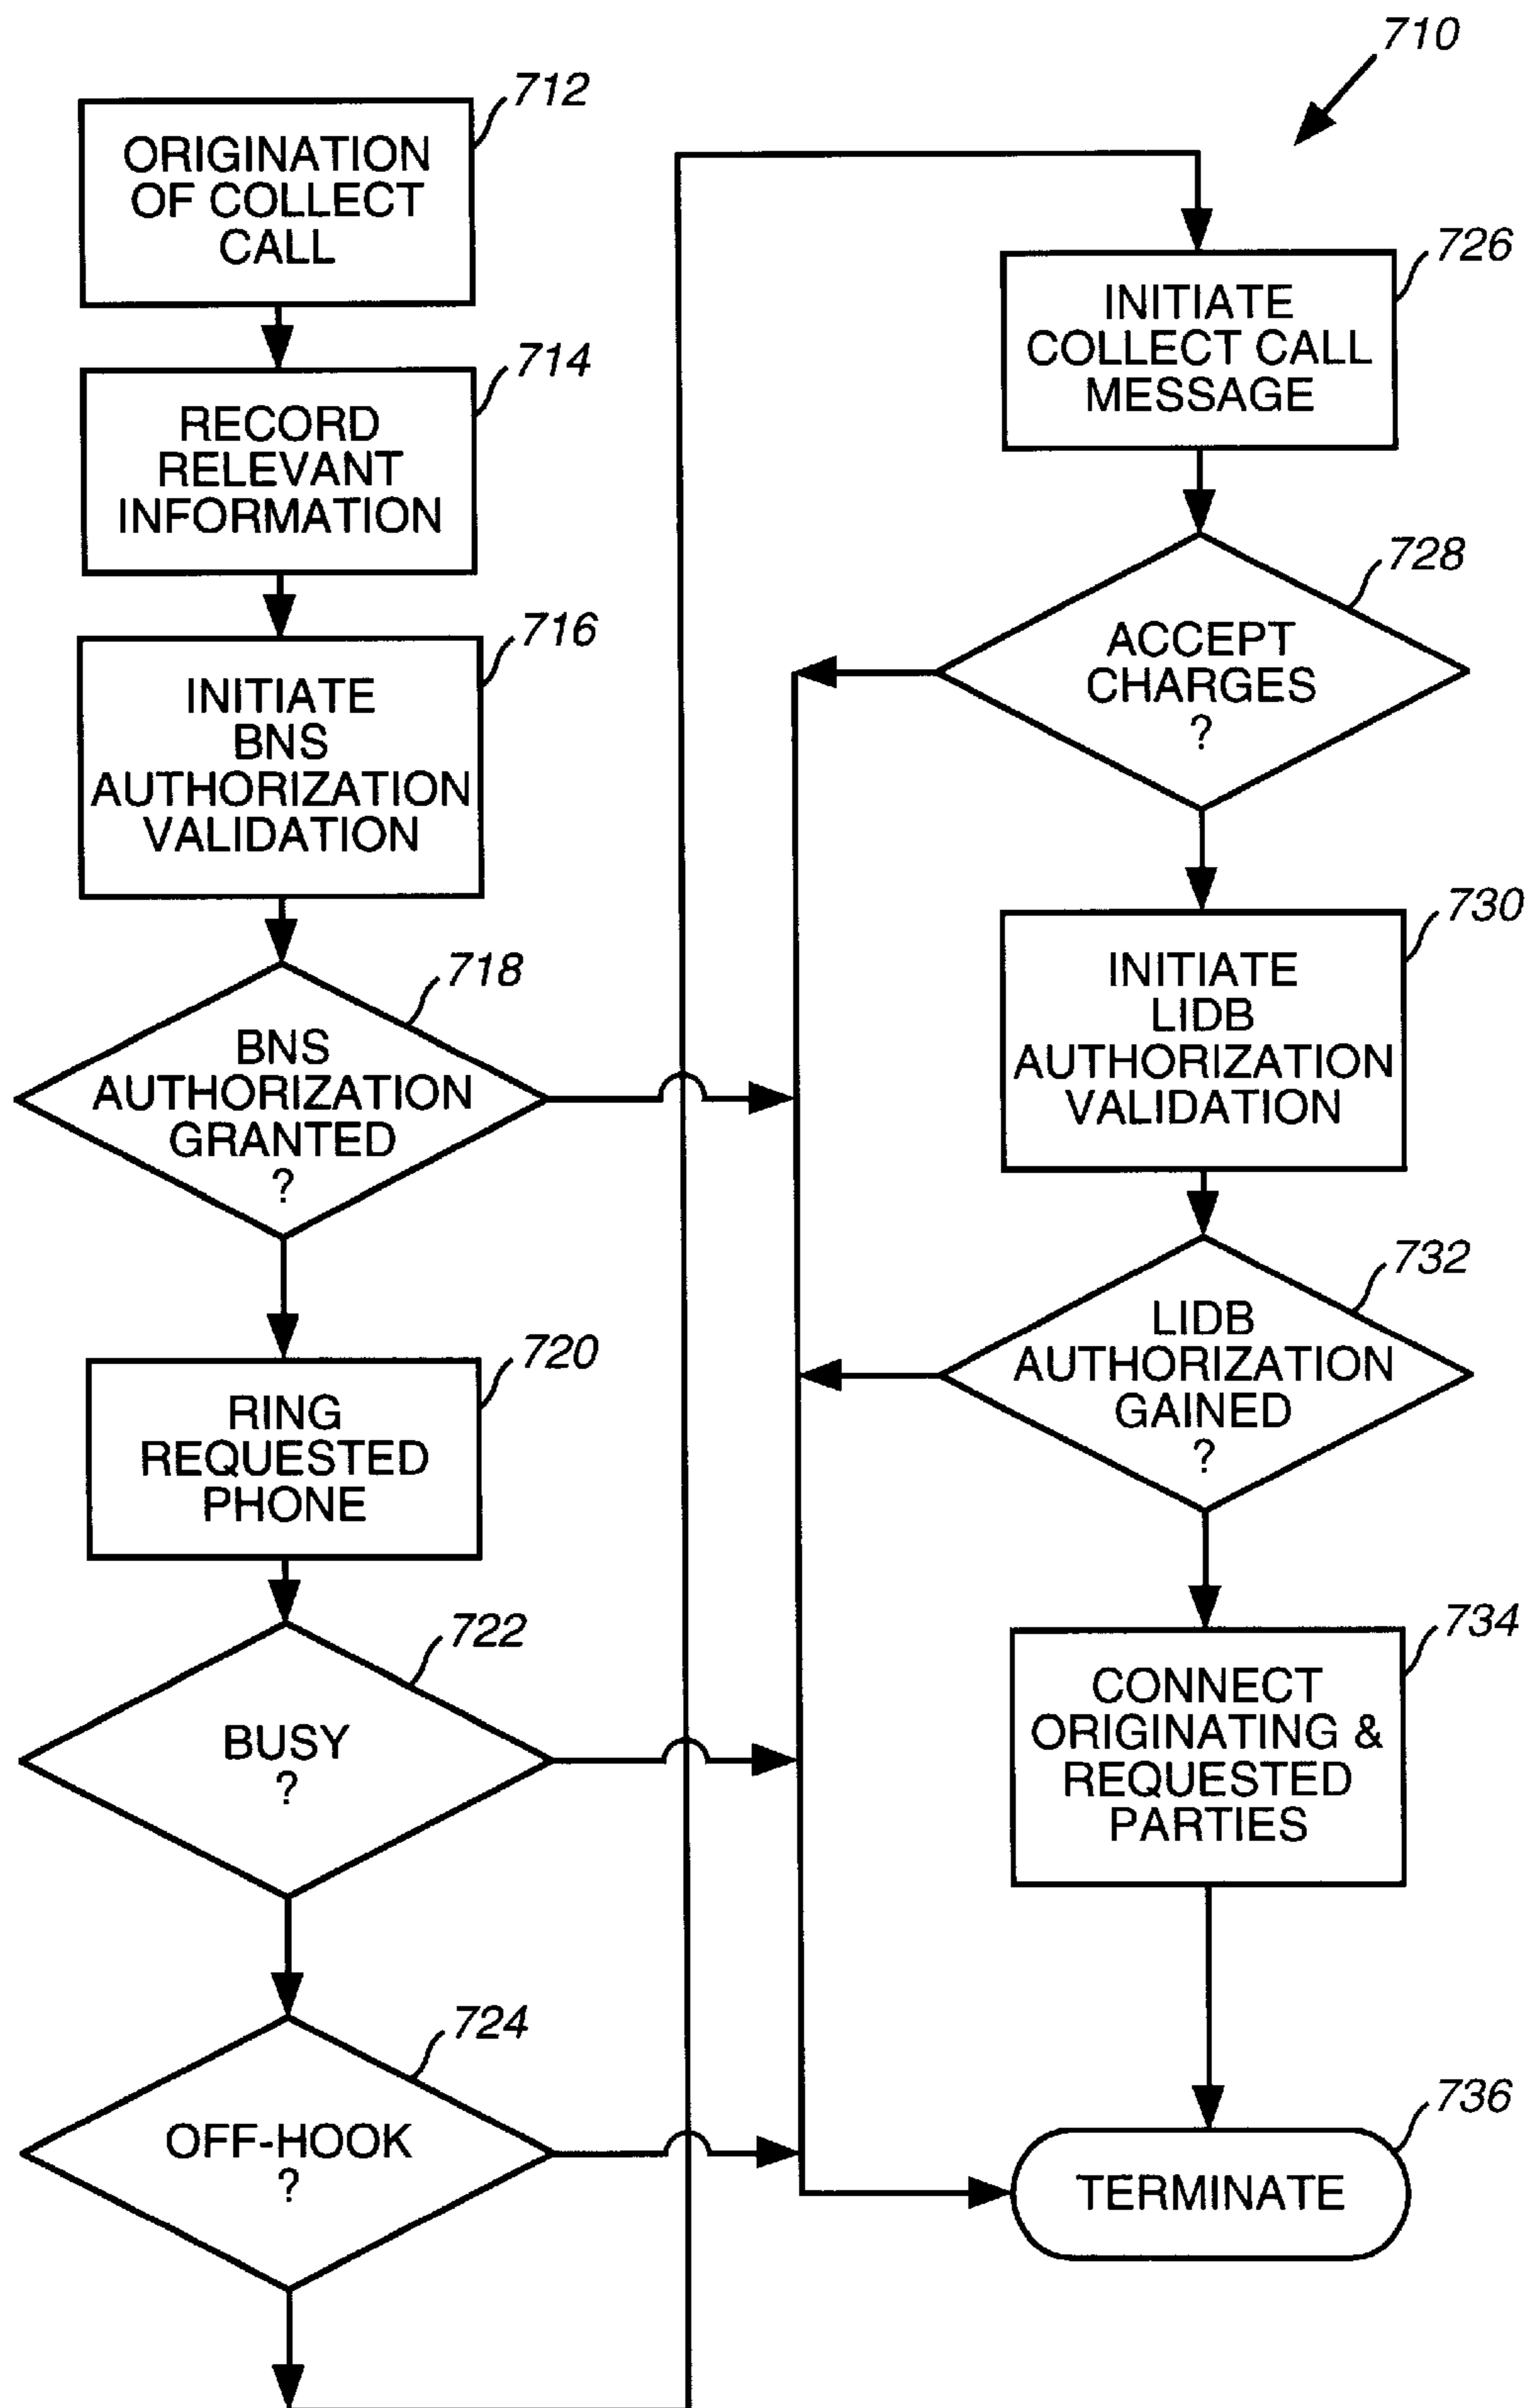 710
712
ORIGINATION
OF COLLECT
CALL
714
RECORD
RELEVANT
INFORMATION
716
INITIATE
BNS
AUTHORIZATION
VALIDATION
718
BNS
AUTHORIZATION
GRANTED
?
720
RING
REQUESTED
PHONE
722
BUSY
?
724
OFF-HOOK
?
726
INITIATE
COLLECT CALL
MESSAGE
728
ACCEPT
CHARGES
?
730
INITIATE
LIDB
AUTHORIZATION
VALIDATION
732
LIDB
AUTHORIZATION
GAINED
?
734
CONNECT
ORIGINATING &
REQUESTED
PARTIES
736
TERMINATE